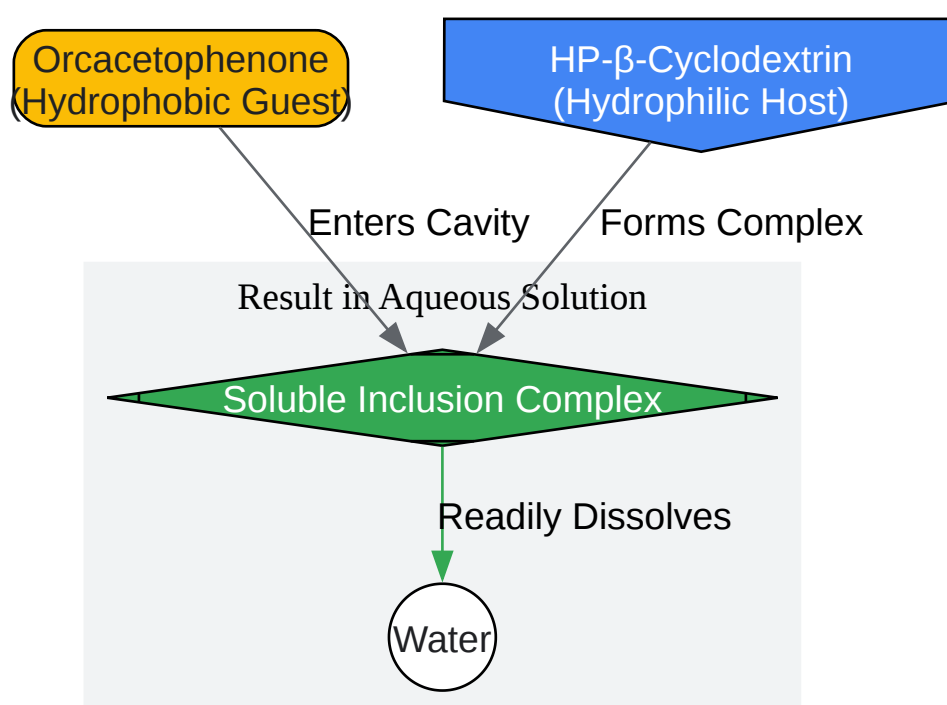 Orcacetophenone
(Hydrophobic Guest)
HP-β-Cyclodextrin
(Hydrophilic Host)
Enters Cavity
Forms Complex
Result in Aqueous Solution
Soluble Inclusion Complex
Readily Dissolves
Water